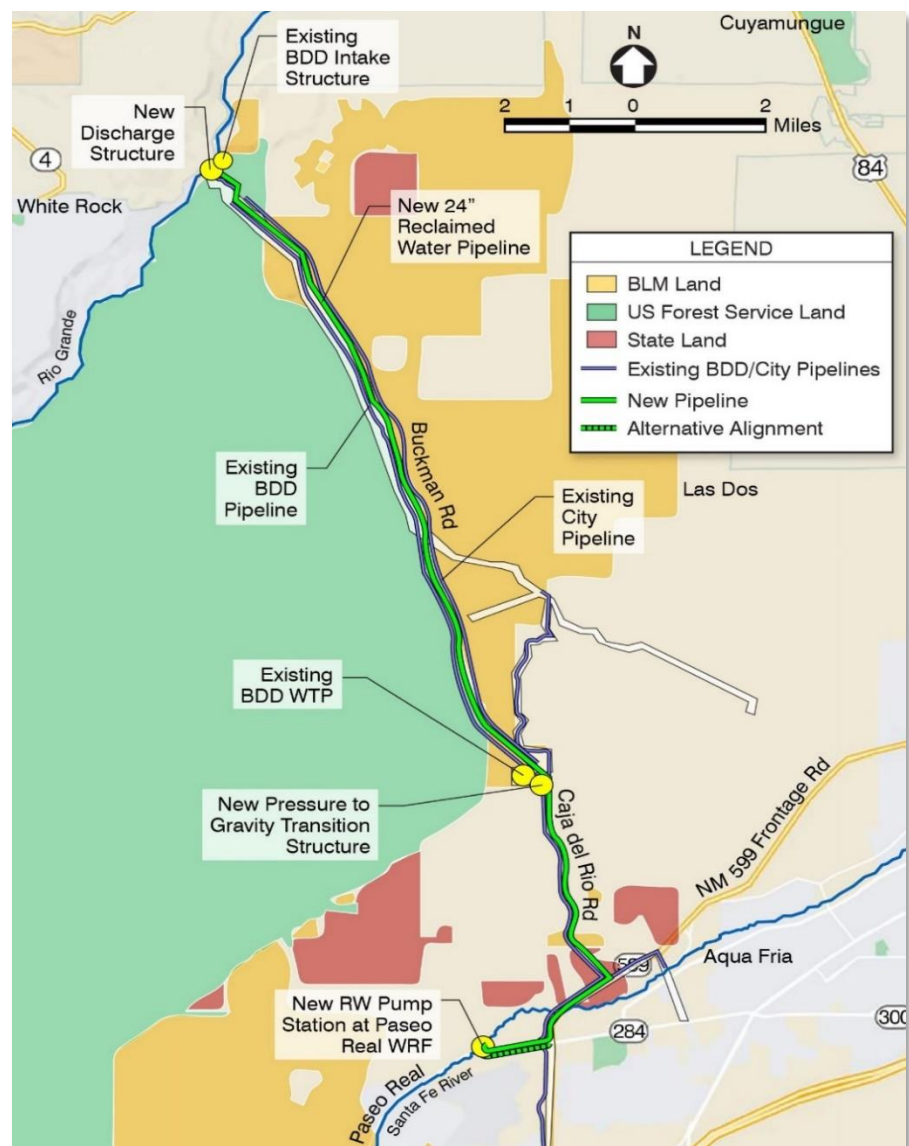 Cuyamungue
Existing
BDD Intake
Structure
N
2 1 0 2
Miles
New
Discharge
Structure
4
84
White Rock
New 24”
Reclaimed
Water Pipeline
LEGEND
BLM Land
US Forest Service Land
State Land
Existing BDD/City Pipelines
New Pipeline
Alternative Alignment
Rio Grande
Buckman Rd
Existing
BDD
Pipeline
Existing
City
Pipeline
Las Dos
Existing
BDD WTP
New Pressure to
Gravity Transition
Structure
Caja del Rio Rd
NM 599 Frontage Rd
Aqua Fria
599
New RW Pump
Station at Paseo
Real WRF
284
300
Paseo Real
Santa Fe River